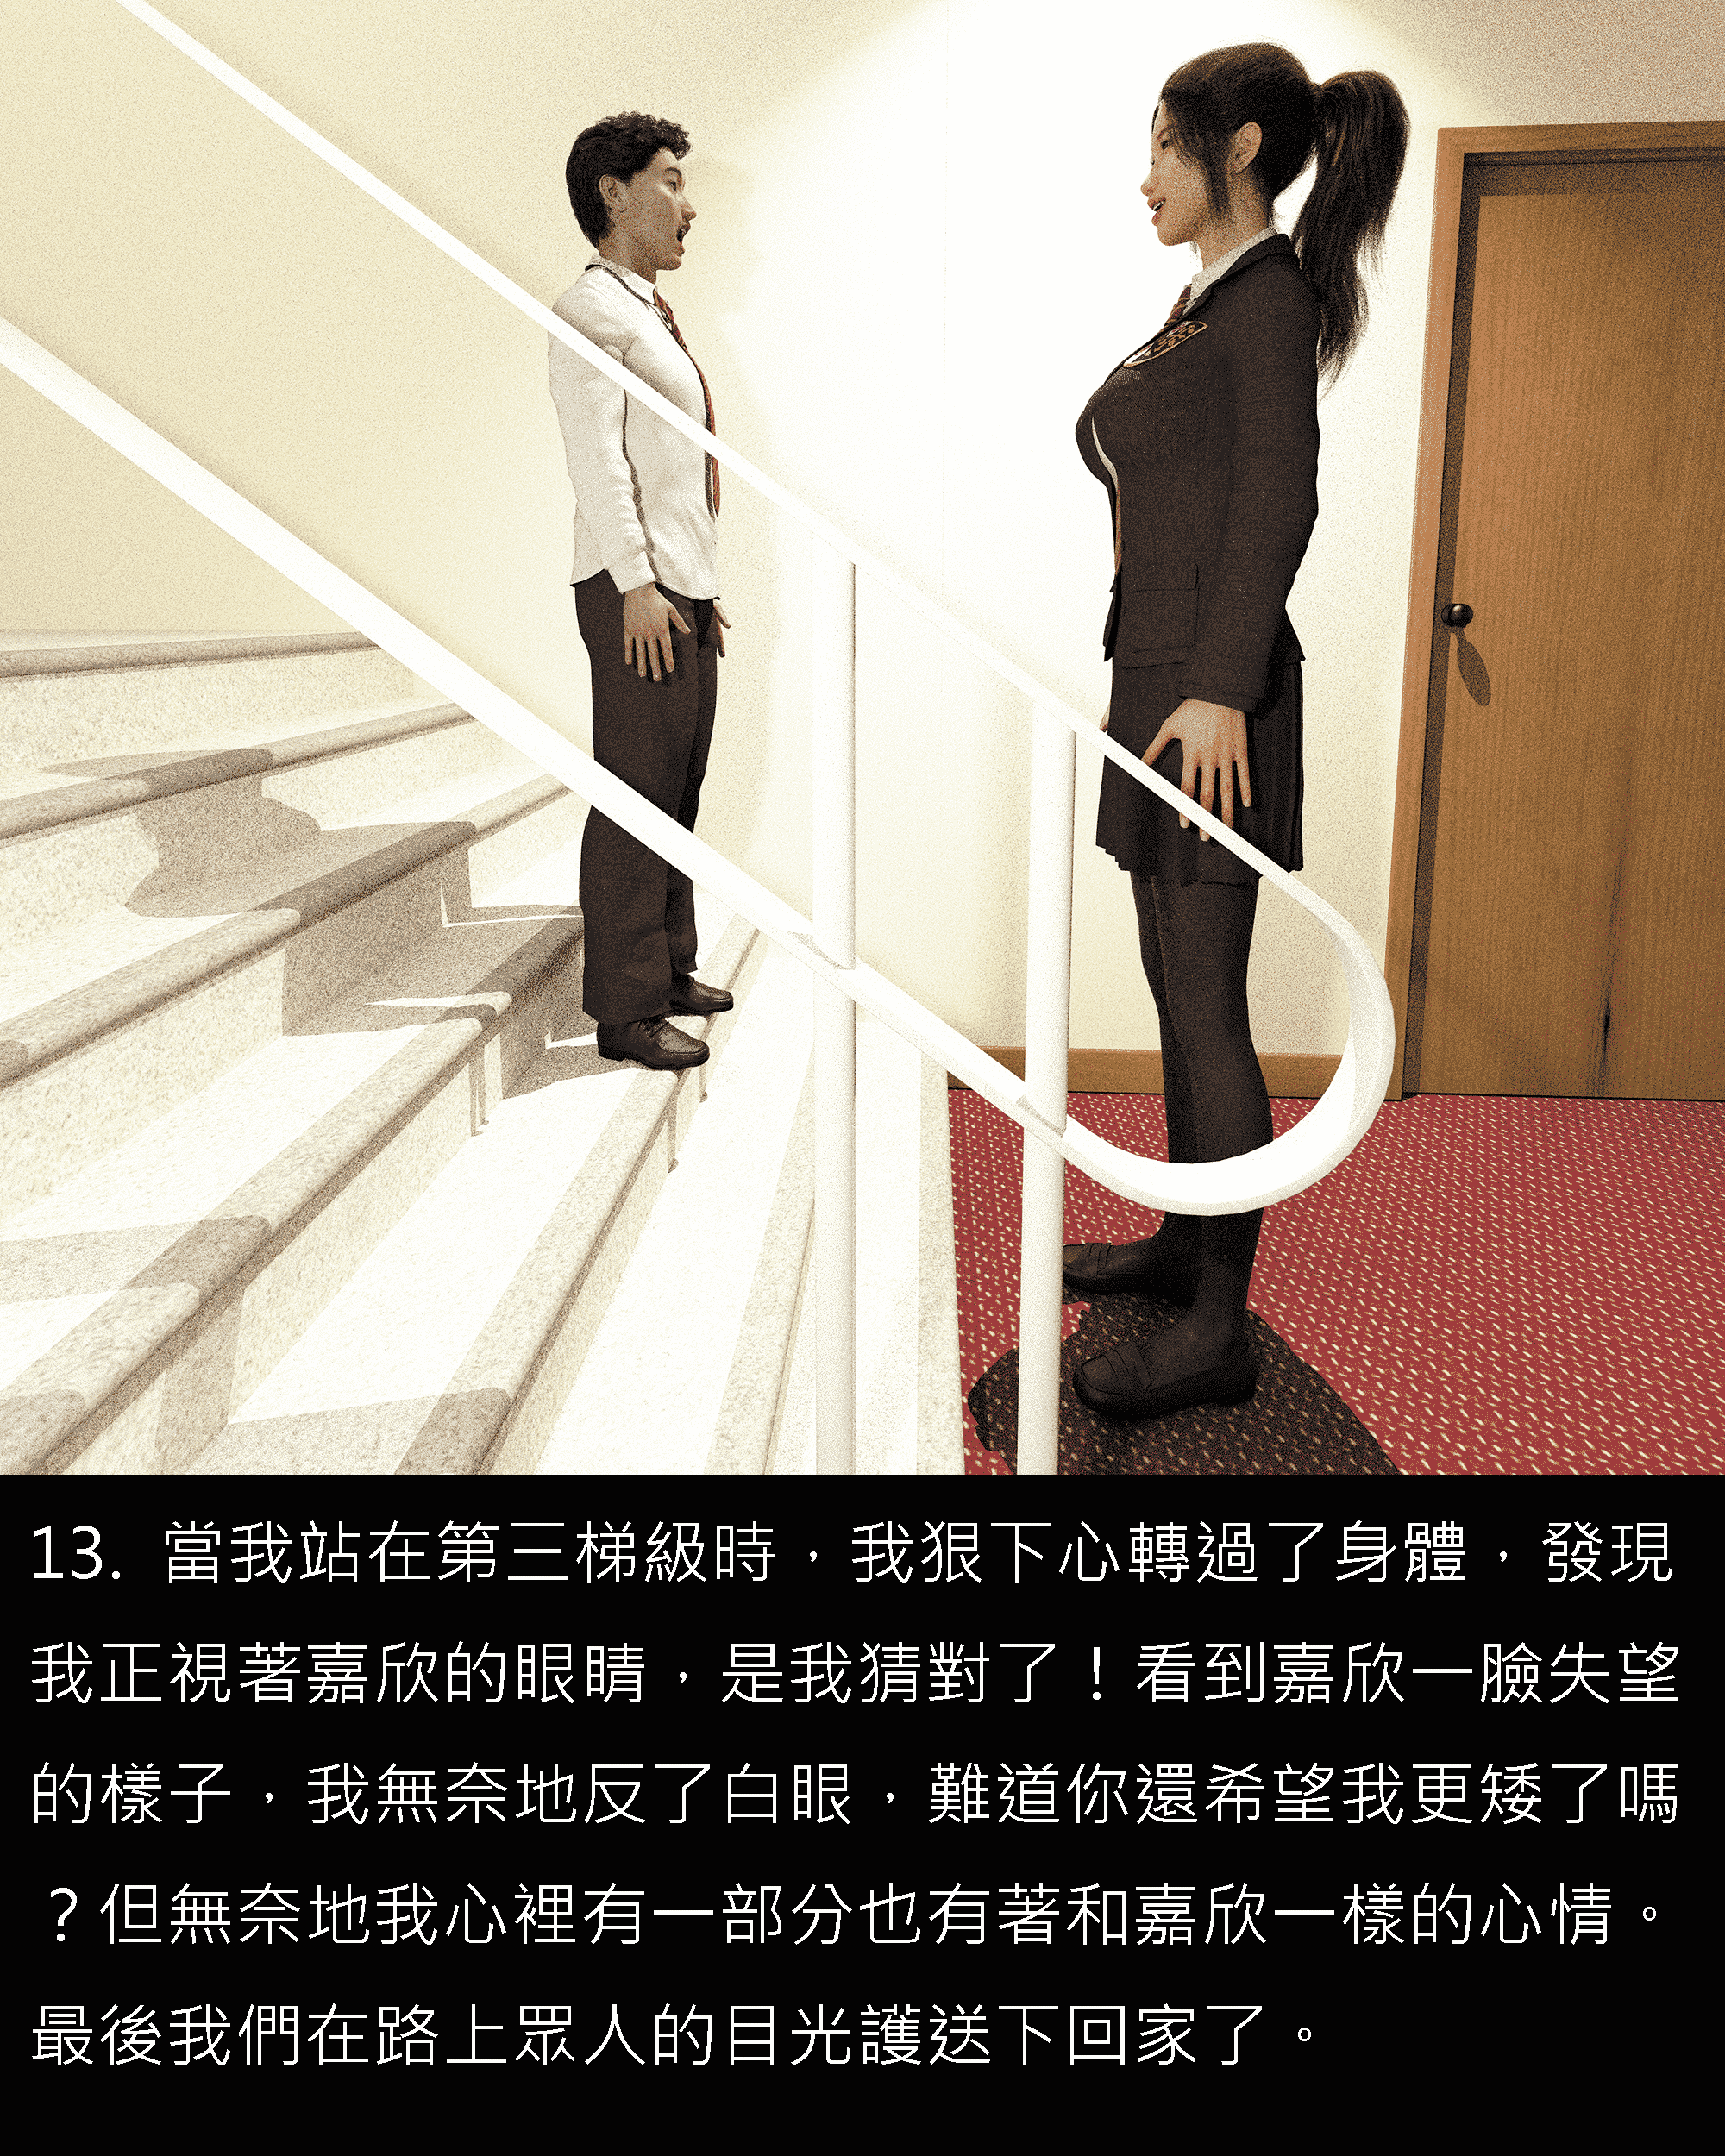 13. 當我站在第三梯級時，我狠下心轉過了身體，發現
我正視著嘉欣的眼睛，是我猜對了！看到嘉欣一臉失望
的樣子，我無奈地反了白眼，難道你還希望我更矮了嗎
？但無奈地我心裡有一部分也有著和嘉欣一樣的心情。
最後我們在路上眾人的目光護送下回家了。